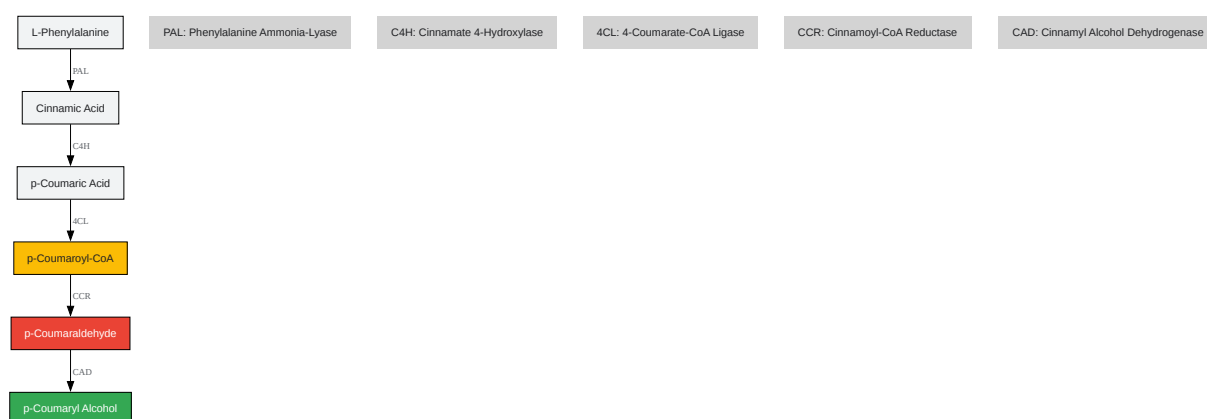 L-Phenylalanine
PAL: Phenylalanine Ammonia-Lyase
C4H: Cinnamate 4-Hydroxylase
4CL: 4-Coumarate-CoA Ligase
CCR: Cinnamoyl-CoA Reductase
CAD: Cinnamyl Alcohol Dehydrogenase
PAL
Cinnamic Acid
C4H
p-Coumaric Acid
4CL
p-Coumaroyl-CoA
CCR
p-Coumaraldehyde
CAD
p-Coumaryl Alcohol